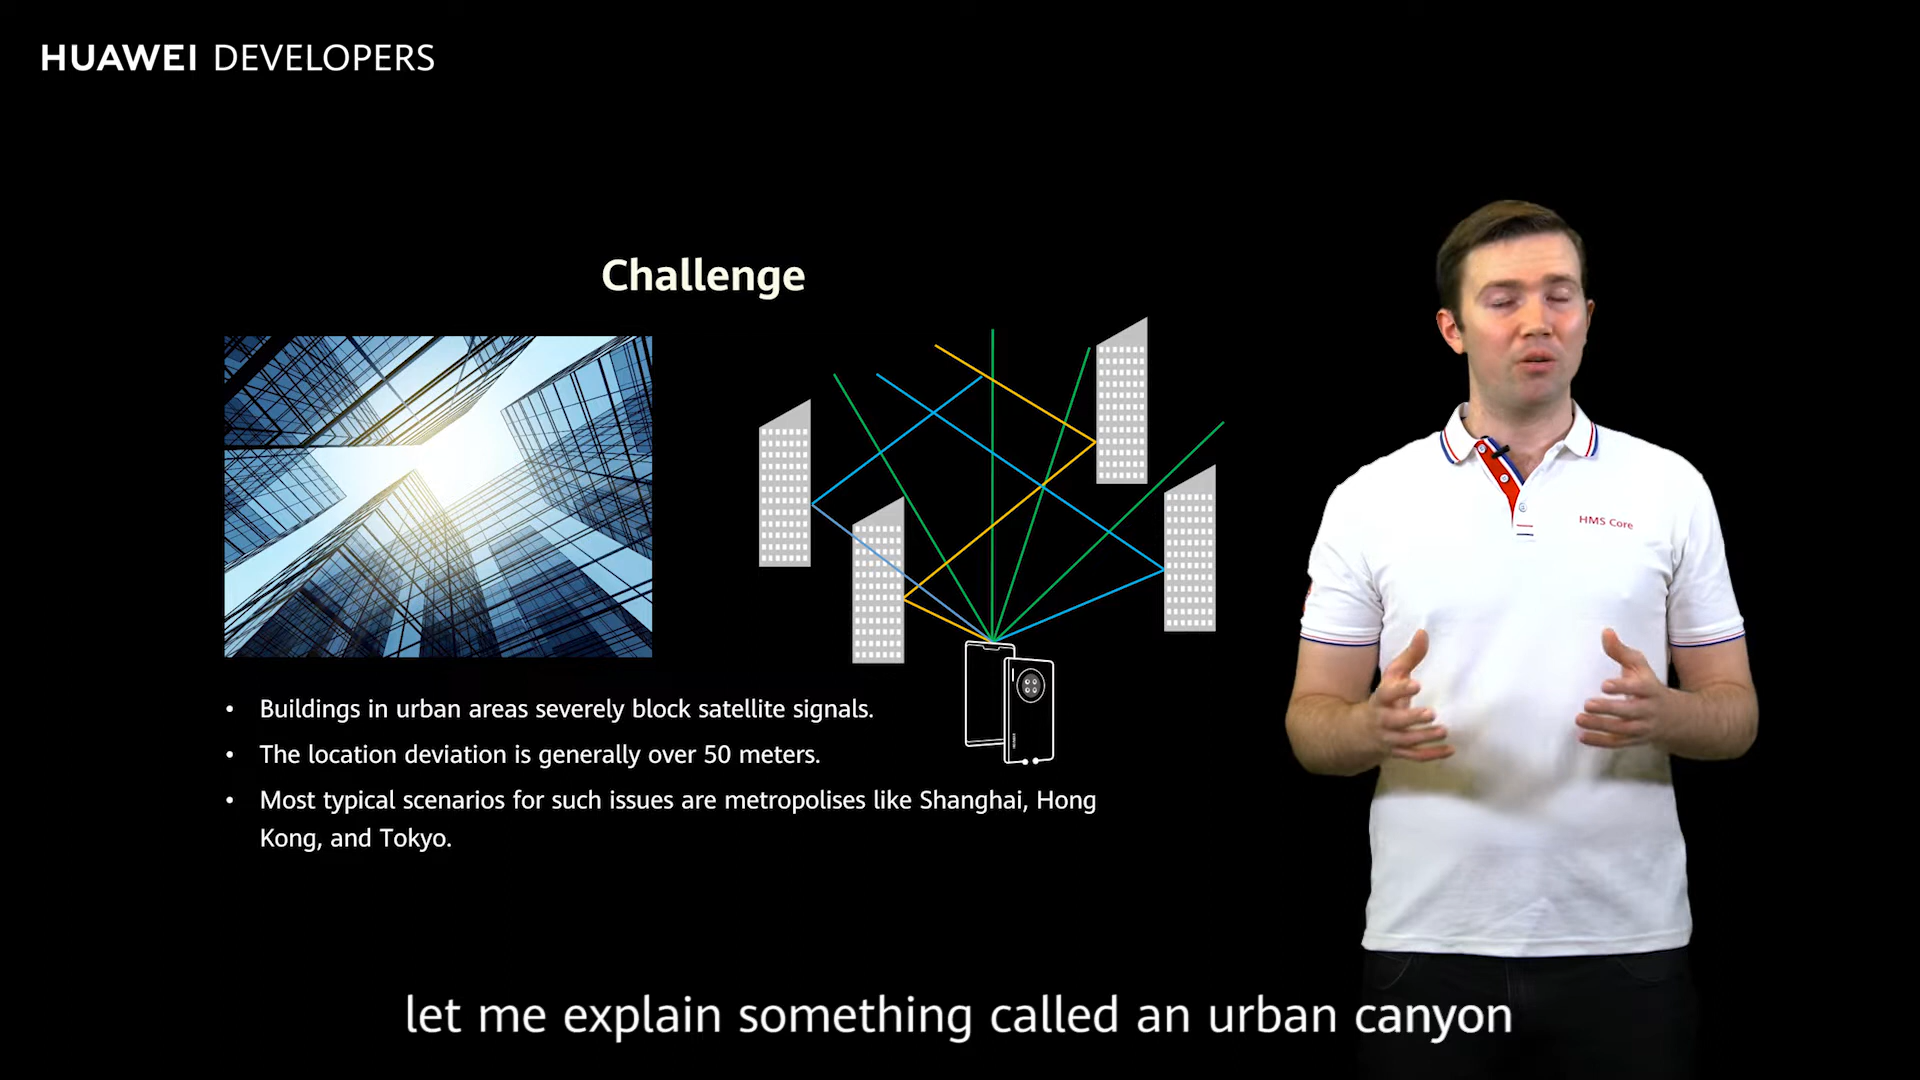 HUAWEI DEVELOPERS
Challenge
• Buildings in urban areas severely block satellite signals.
• The location deviation is generally over 50 meters.
• Most typical scenarios for such issues are metropolises like Shanghai, Hong
Kong, and Tokyo.
HMS Core
let me explain something called an urban canyon